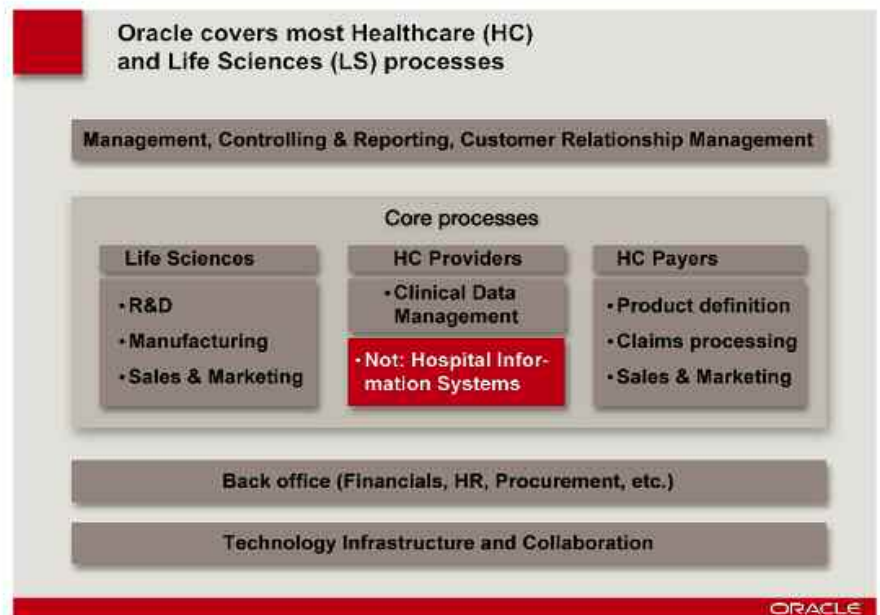 Oracle covers most Healthcare (HC)
and Life Sciences (LS) processes
Management, Controlling & Reporting, Customer Relationship Management
Core processes
Life Sciences
• R&D
• Manufacturing
• Sales & Marketing
HC Providers
• Clinical Data
Management
• Not: Hospital Infor-
mation Systems
HC Payers
• Product definition
• Claims processing
• Sales & Marketing
Back office (Financials, HR, Procurement, etc.)
Technology Infrastructure and Collaboration
ORACLE